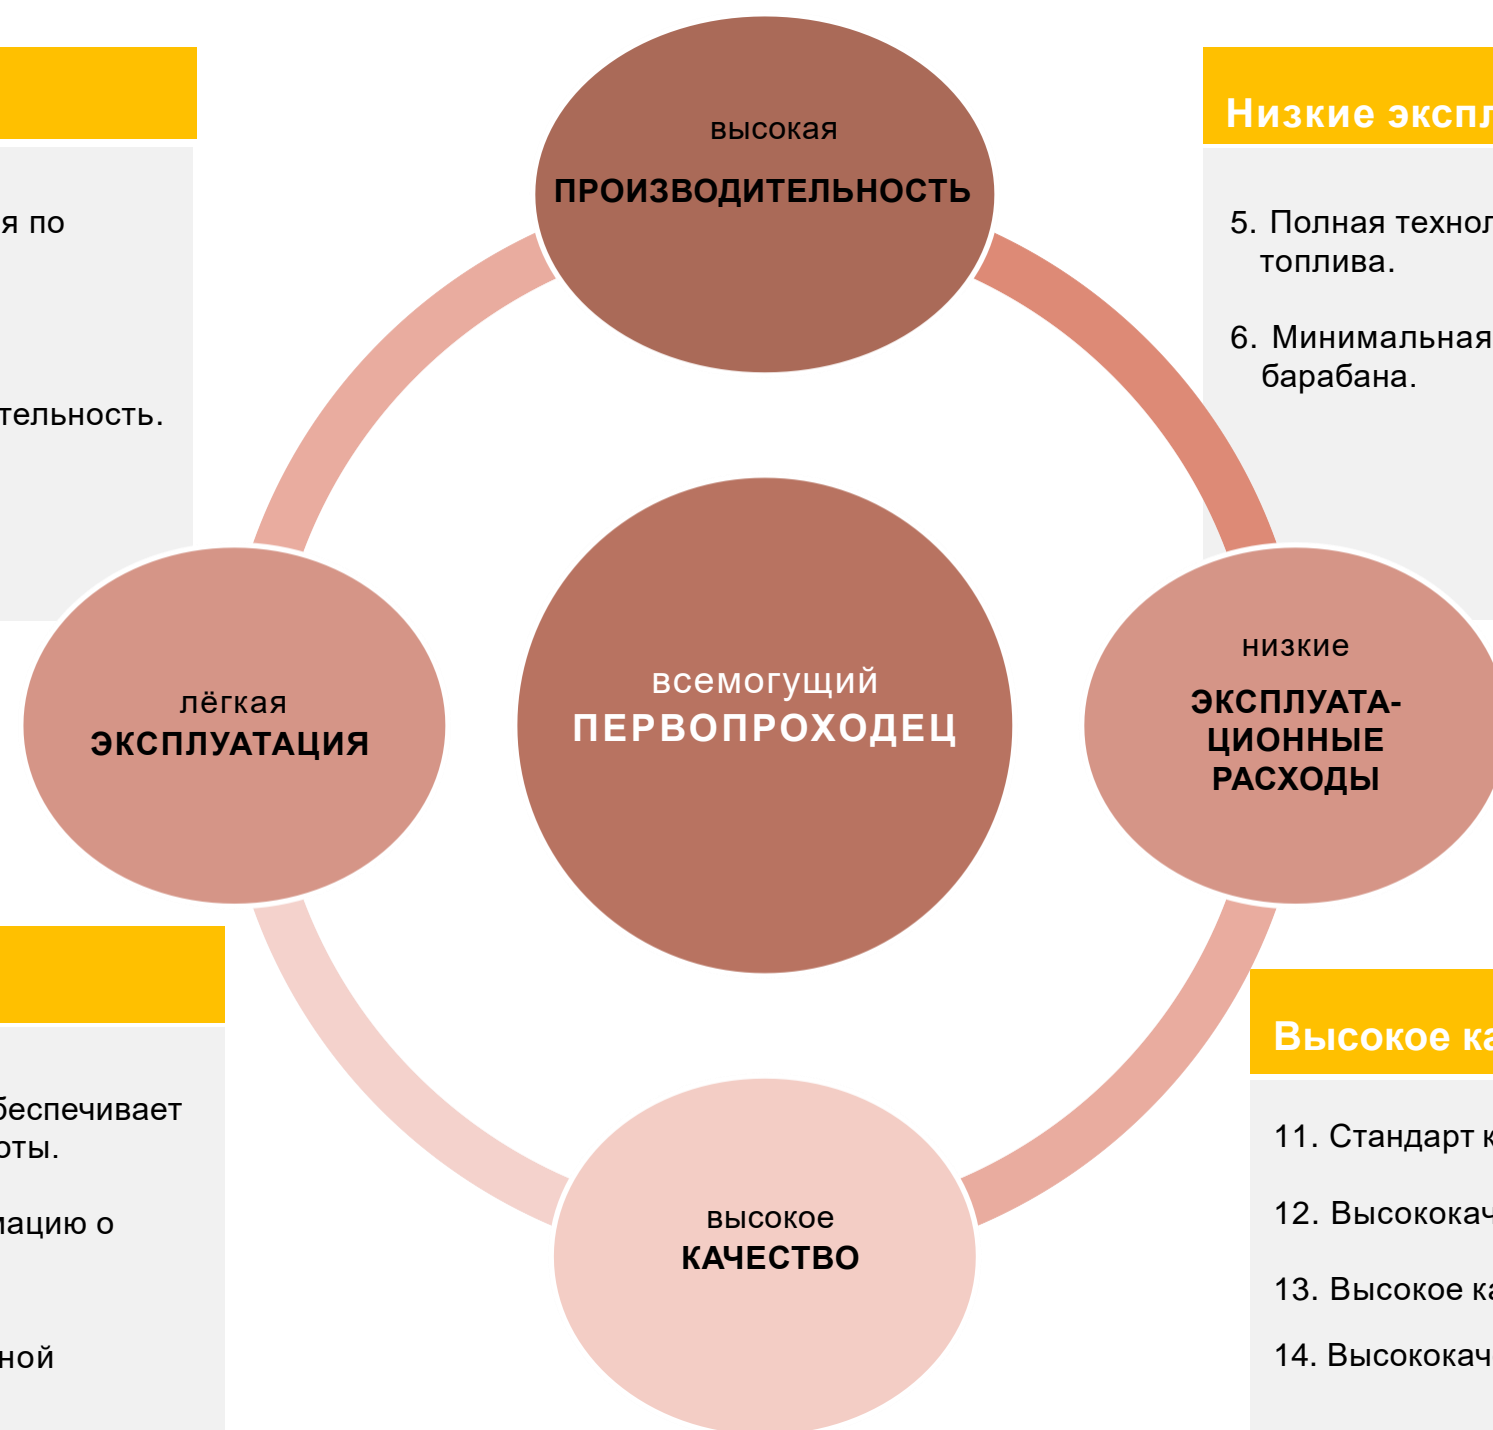 высокая
ПРОИЗВОДИТЕЛЬНОСТЬ
я по
тельность.
Низкие экспл
5. Полная технол
топлива.
6. Минимальная
барабана.
лёгкая
ЭКСПЛУАТАЦИЯ
всемогущий
ПЕРВОПРОХОДЕЦ
низкие
ЭКСПЛУАТА-
ЦИОННЫЕ
РАСХОДЫ
беспечивает
оты.
мацию о
ной
высокое
КАЧЕСТВО
Высокое ка
11. Стандарт к
12. Высококач
13. Высокое ка
14. Высококач